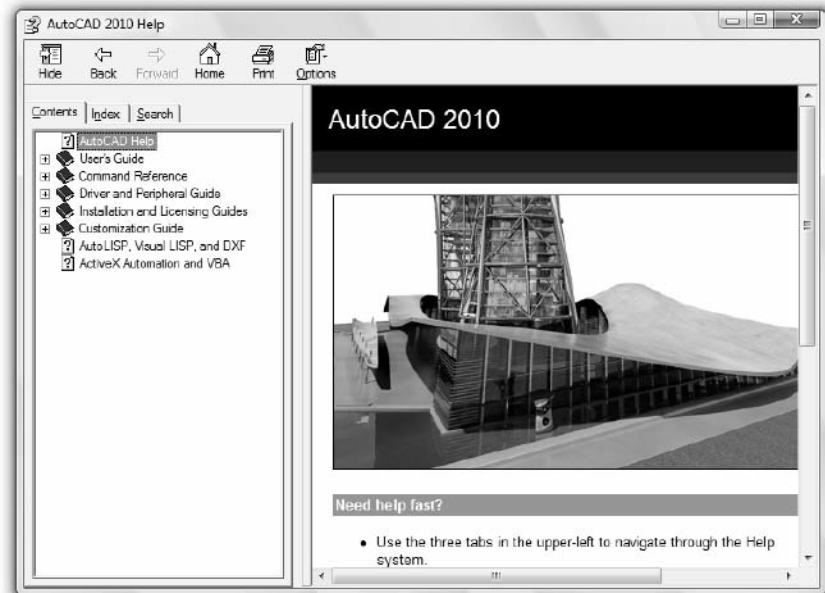 AutoCAD 2010 Help
Hide Back Forward Home Print Options
Contents Index Search
AutoCAD Help
User's Guide
Command Reference
Driver and Peripheral Guide
Installation and Licensing Guides
Customization Guide
AutoLISP, Visual LISP, and DXF
ActiveX Automation and VBA
AutoCAD 2010
Need help fast?
• Use the three tabs in the upper-left to navigate through the Help
system.